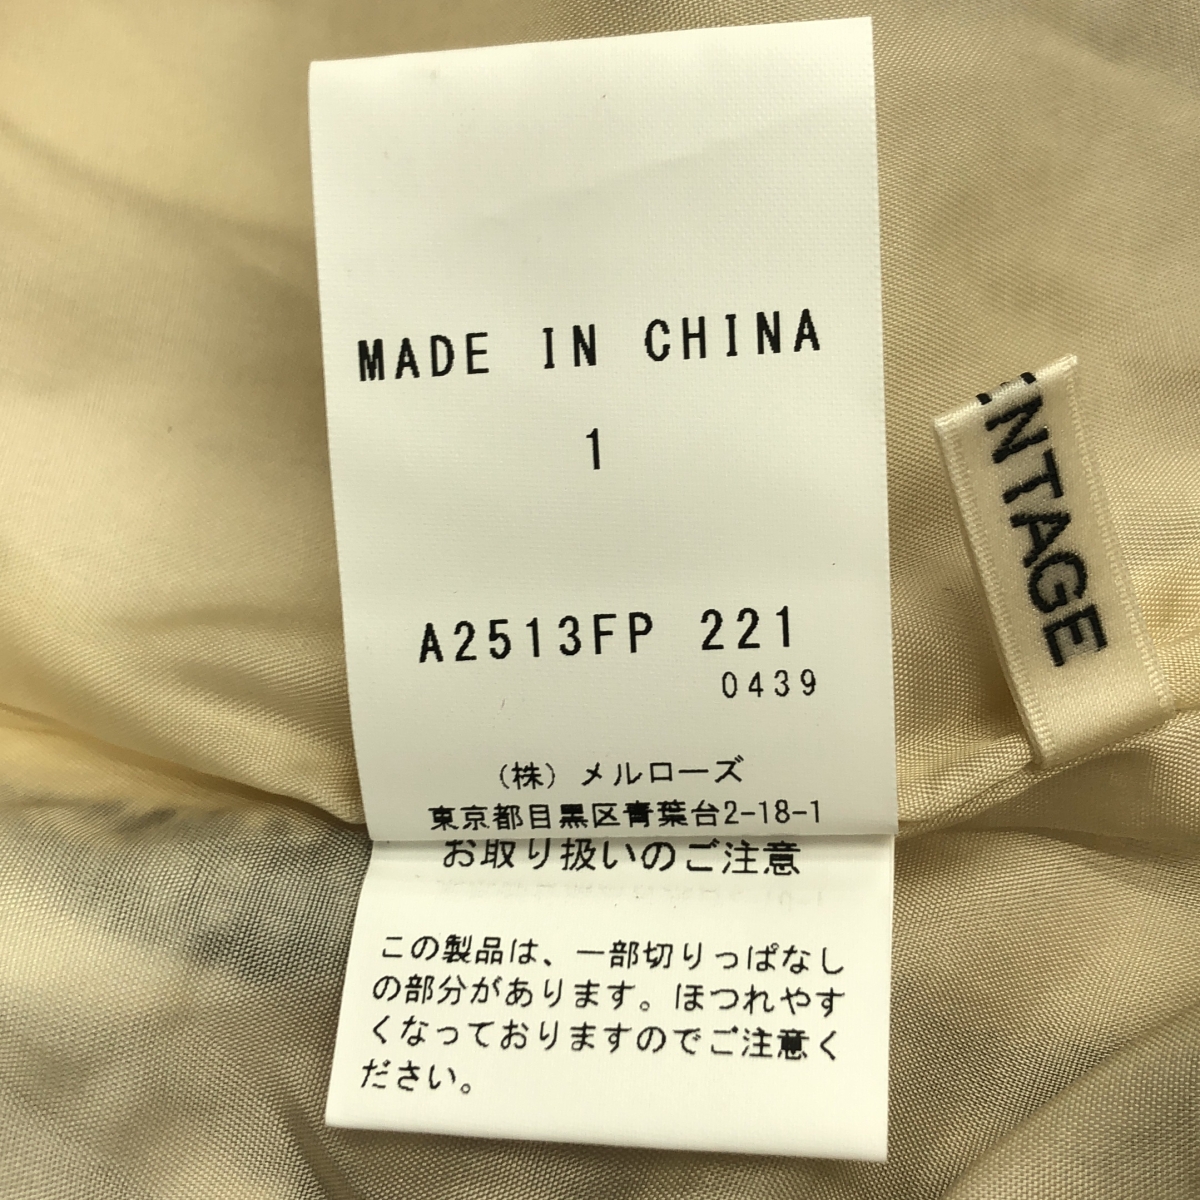 MADE IN CHINA
1
A2513FP 221
0439
（株）メルローズ
東京都目黒区青葉台2-18-1
お取り扱いのご注意
この製品は、一部切りっぱなし
の部分があります。ほつれやす
くなっておりますのでご注意く
ださい。
ENTAGE